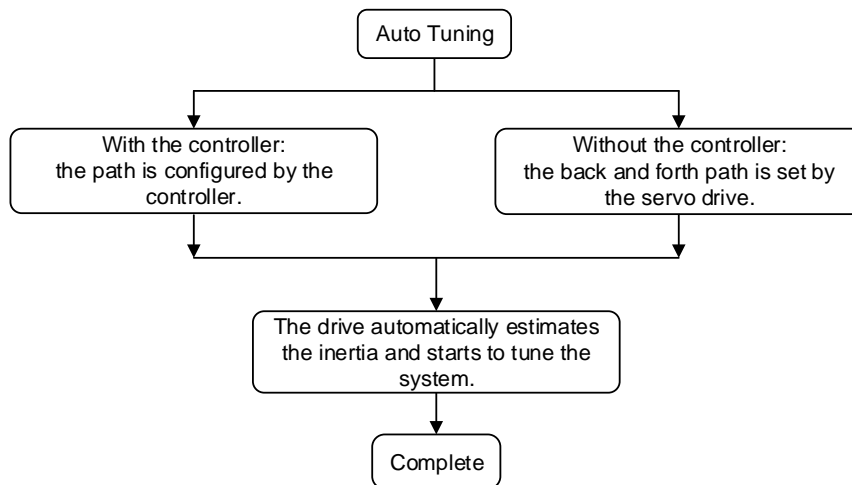 Auto Tuning
With the controller:
the path is configured by the
controller.
Without the controller:
the back and forth path is set by
the servo drive.
The drive automatically estimates
the inertia and starts to tune the
system.
Complete